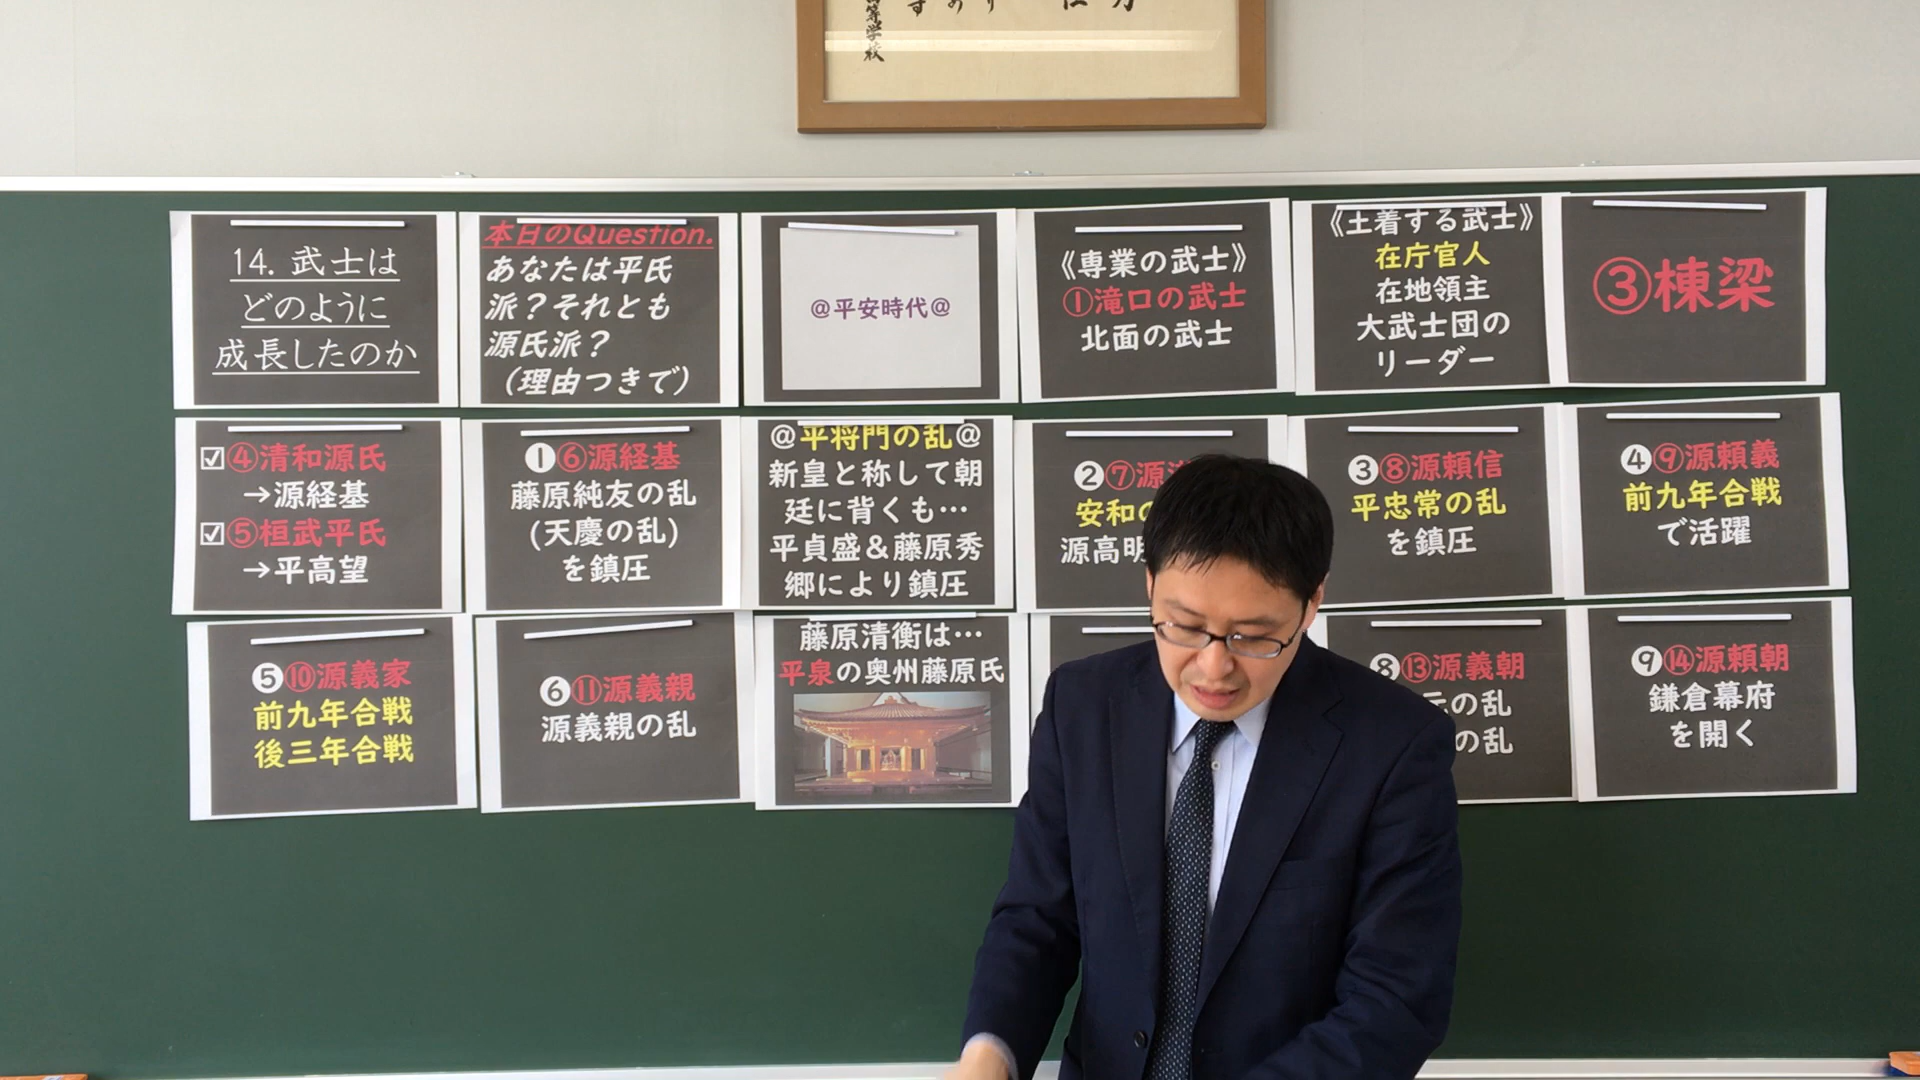 高等学校
14. 武士は
どのように
成長したのか
本日のQuestion.
あなたは平氏
派？それとも
源氏派？
（理由つきで）
@平安時代@
《専業の武士》
①滝口の武士
北面の武士
《土着する武士》
在庁官人
在地領主
大武士団の
リーダー
③棟梁
☑④清和源氏
→源経基
☑⑤桓武平氏
→平高望
❶⑥源経基
藤原純友の乱
(天慶の乱)
を鎮圧
@平将門の乱@
新皇と称して朝
廷に背くも…
平貞盛＆藤原秀
郷により鎮圧
❷⑦源
安和の
源高明
❸⑧源頼信
平忠常の乱
を鎮圧
❹⑨源頼義
前九年合戦
で活躍
❺⑩源義家
前九年合戦
後三年合戦
❻⑪源義親
源義親の乱
藤原清衡は…
平泉の奥州藤原氏
❽⑬源義朝
の乱
の乱
❾⑭源頼朝
鎌倉幕府
を開く